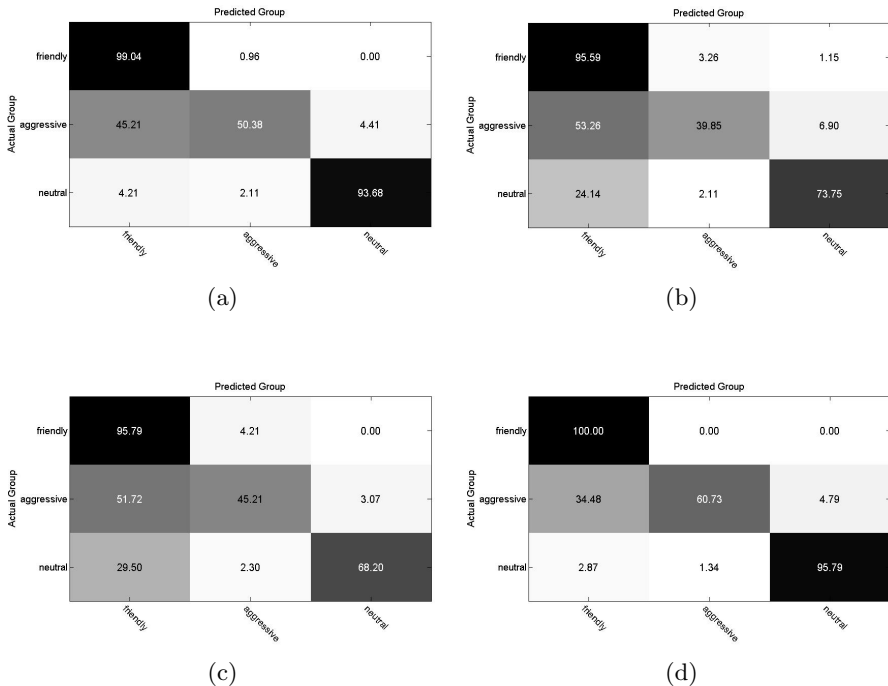 Predicted Group
Actual Group
friendly 99.04 0.96 0.00
aggressive 45.21 50.38 4.41
neutral 4.21 2.11 93.68
friendly aggressive neutral
(a)
Predicted Group
Actual Group
friendly 95.59 3.26 1.15
aggressive 53.26 39.85 6.90
neutral 24.14 2.11 73.75
friendly aggressive neutral
(b)
Predicted Group
Actual Group
friendly 95.79 4.21 0.00
aggressive 51.72 45.21 3.07
neutral 29.50 2.30 68.20
friendly aggressive neutral
(c)
Predicted Group
Actual Group
friendly 100.00 0.00 0.00
aggressive 34.48 60.73 4.79
neutral 2.87 1.34 95.79
friendly aggressive neutral
(d)